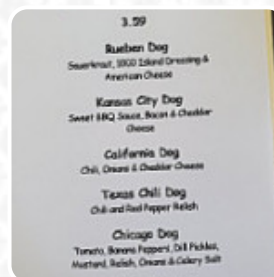 3.59
Rueben Dog
Sauerkraut, 1000 Island Dressing &
American Cheese
Kansas City Dog
Sweet BBQ Sauce, Bacon & Cheddar
Cheese
California Dog
Chili, Onions & Cheddar Cheese
Texas Chili Dog
Chili and Red Pepper Relish
Chicago Dog
Tomato, Banana Peppers, Dill Pickles,
Mustard, Relish, Onions & Celery Salt